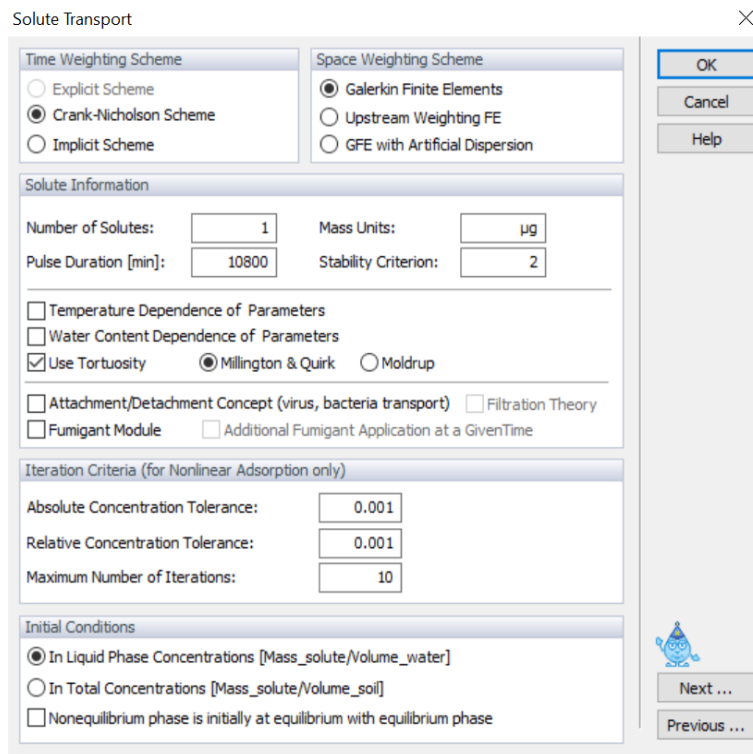 Solute Transport
Time Weighting Scheme
Explicit Scheme
Crank-Nicholson Scheme
Implicit Scheme
Space Weighting Scheme
Galerkin Finite Elements
Upstream Weighting FE
GFE with Artificial Dispersion
OK
Cancel
Help
Solute Information
Number of Solutes: 1 Mass Units: µg
Pulse Duration [min]: 10800 Stability Criterion: 2
Temperature Dependence of Parameters
Water Content Dependence of Parameters
Use Tortuosity Millington & Quirk Moldrup
Attachment/Detachment Concept (virus, bacteria transport) Filtration Theory
Fumigant Module Additional Fumigant Application at a GivenTime
Iteration Criteria (for Nonlinear Adsorption only)
Absolute Concentration Tolerance: 0.001
Relative Concentration Tolerance: 0.001
Maximum Number of Iterations: 10
Initial Conditions
In Liquid Phase Concentrations [Mass_solute/Volume_water]
In Total Concentrations [Mass_solute/Volume_soil]
Nonequilibrium phase is initially at equilibrium with equilibrium phase
Next ...
Previous ...